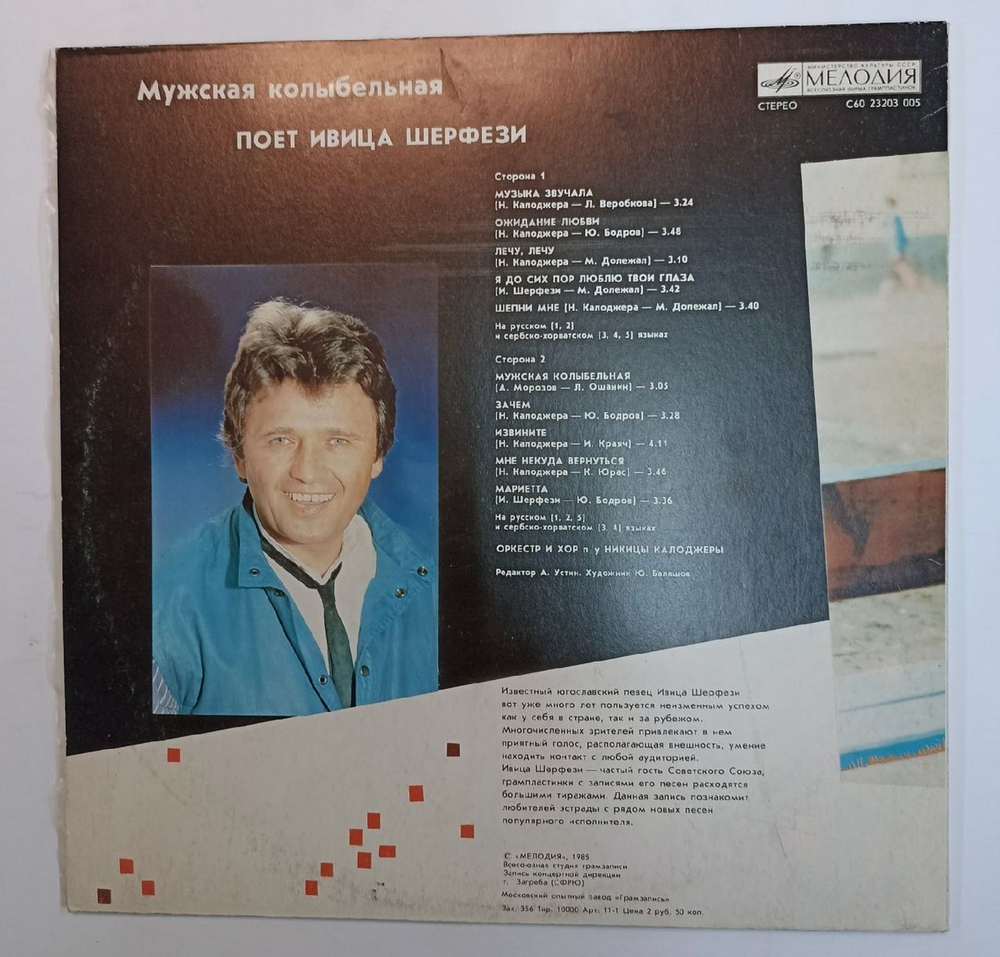 Мужская колыбельная
ПОЕТ ИВИЦА ШЕРФЕЗИ
МИНИСТЕРСТВО КУЛЬТУРЫ СССР
МЕЛОДИЯ
ВСЕСОЮЗНАЯ ФИРМА ГРАМПЛАСТИНОК
СТЕРЕО
С60 23203 005
Сторона 1
МУЗЫКА ЗВУЧАЛА
(Н. Калоджера — Л. Веробкова) — 3.24
ОЖИДАНИЕ ЛЮБВИ
(Н. Калоджера — Ю. Бодров) — 3.48
ЛЕЧУ, ЛЕЧУ
(Н. Калоджера — М. Долежал) — 3.10
Я ДО СИХ ПОР ЛЮБЛЮ ТВОИ ГЛАЗА
(И. Шерфези — М. Долежал) — 3.42
ШЕПНИ МНЕ (Н. Калоджера — М. Долежал) — 3.40
На русском (1, 2)
и сербско-хорватском (3, 4, 5) языках
Сторона 2
МУЖСКАЯ КОЛЫБЕЛЬНАЯ
(А. Морозов — Л. Ошанин) — 3.05
ЗАЧЕМ
(Н. Калоджера — Ю. Бодров) — 3.28
ИЗВИНИТЕ
(Н. Калоджера — И. Краяч) — 4.11
МНЕ НЕКУДА ВЕРНУТЬСЯ
(Н. Калоджера — К. Юрас) — 3.46
МАРИЕТТА
(И. Шерфези — Ю. Бодров) — 3.36
На русском (1, 2, 5)
и сербско-хорватском (3, 4) языках
ОРКЕСТР И ХОР п/у НИКИЦЫ КАЛОДЖЕРЫ
Редактор А. Устин. Художник Ю. Балашов
Известный югославский певец Ивица Шерфези
вот уже много лет пользуется неизменным успехом
как у себя в стране, так и за рубежом.
Многочисленных зрителей привлекают в нем
приятный голос, располагающая внешность, умение
находить контакт с любой аудиторией.
Ивица Шерфези — частый гость Советского Союза,
грампластинки с записями его песен расходятся
большими тиражами. Данная запись познакомит
любителей эстрады с рядом новых песен
популярного исполнителя.
© «МЕЛОДИЯ», 1985
Всесоюзная студия грамзаписи
Запись концертной дирекции
г. Загреба (СФРЮ)
Московский опытный завод «Грамзапись»
Зак. 356 Тир. 10000 Арт. 11-1 Цена 2 руб. 50 коп.